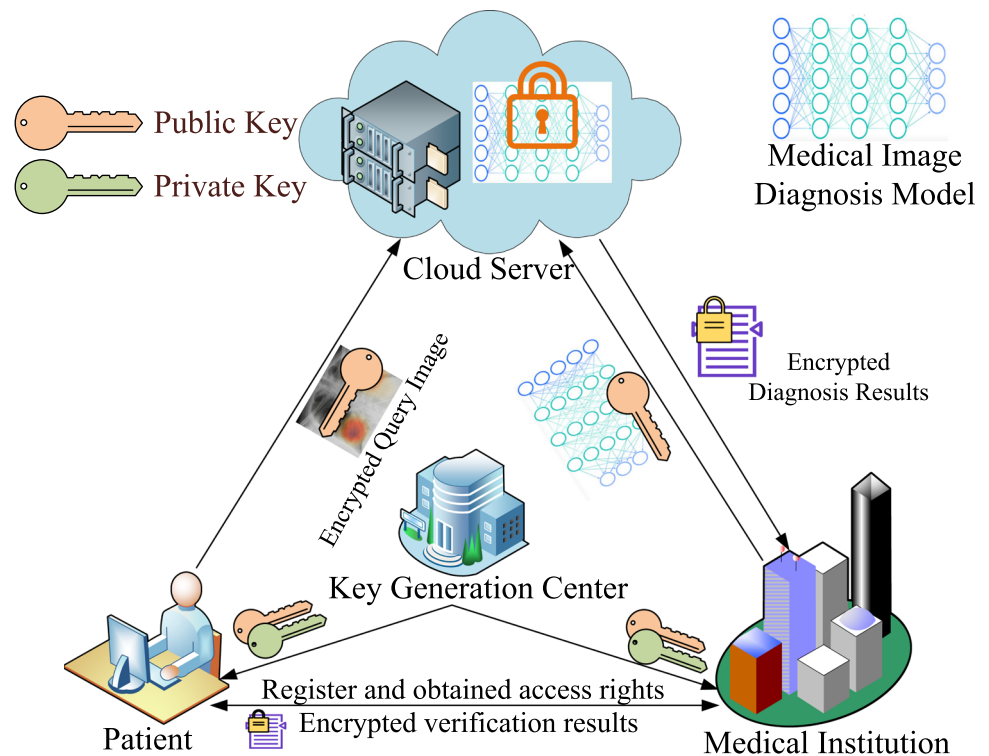 Public Key
Private Key
Medical Image
Diagnosis Model
Cloud Server
Encrypted Query Image
Encrypted
Diagnosis Results
Key Generation Center
Register and obtained access rights
Encrypted verification results
Patient
Medical Institution